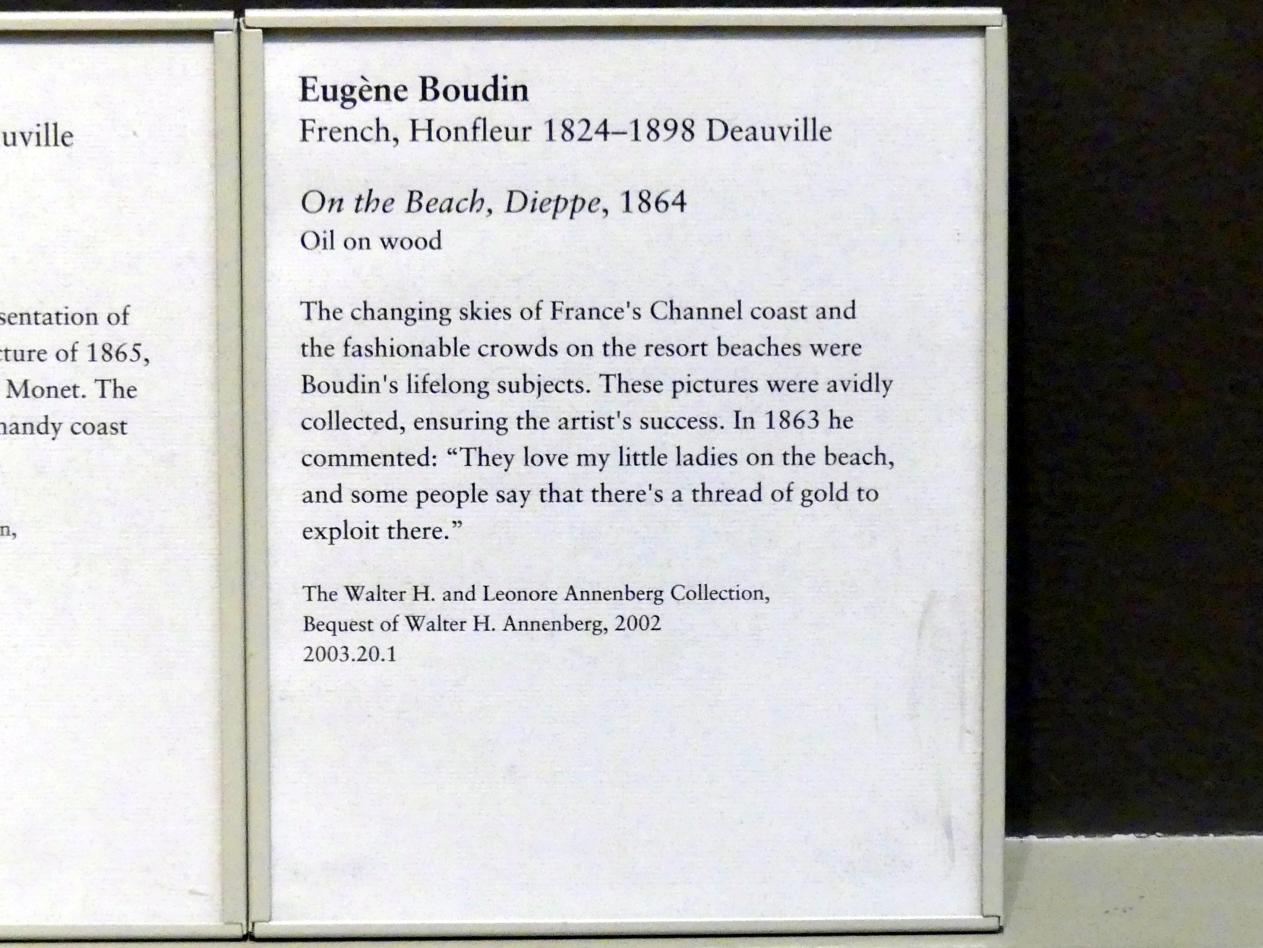 uville
sentation of
ture of 1865,
Monet. The
andy coast
n,
Eugène Boudin
French, Honfleur 1824–1898 Deauville
On the Beach, Dieppe, 1864
Oil on wood
The changing skies of France's Channel coast and
the fashionable crowds on the resort beaches were
Boudin's lifelong subjects. These pictures were avidly
collected, ensuring the artist's success. In 1863 he
commented: “They love my little ladies on the beach,
and some people say that there's a thread of gold to
exploit there.”
The Walter H. and Leonore Annenberg Collection,
Bequest of Walter H. Annenberg, 2002
2003.20.1